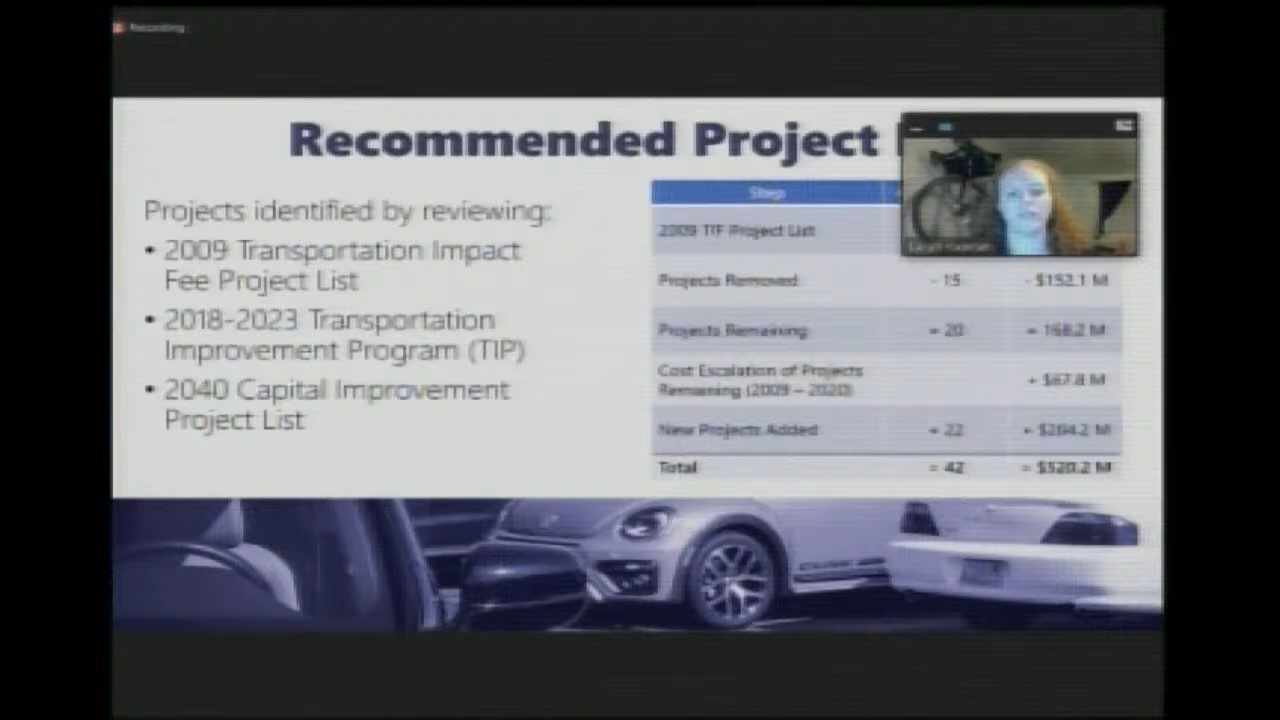 Recording
Recommended Project
Projects identified by reviewing:
• 2009 Transportation Impact
Fee Project List
• 2018-2023 Transportation
Improvement Program (TIP)
• 2040 Capital Improvement
Project List
Step
2009 TIF Project List
Projects Removed - 15 - $152.1 M
Projects Remaining = 20 = 168.2 M
Cost Escalation of Projects
Remaining (2009 – 2020) + $67.8 M
New Projects Added + 22 + $284.2 M
Total = 42 = $520.2 M